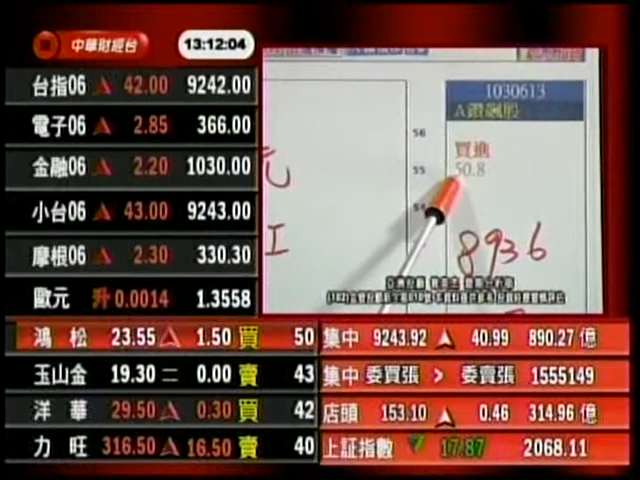 中華財經台
13:12:04
台指06 42.00 9242.00
電子06 2.85 366.00
金融06 2.20 1030.00
小台06 43.00 9243.00
摩根06 2.30 330.30
歐元 升 0.0014 1.3558
1030613
A鑽飆股
56
買進
55
50.8
54
元
工
8936
鴻松 23.55 1.50 買 50
玉山金 19.30 二 0.00 賣 43
洋華 29.50 0.30 買 42
力旺 316.50 16.50 賣 40
集中 9243.92 40.99 890.27 億
集中 委買張 > 委賣張 1555149
店頭 153.10 0.46 314.96 億
上証指數 17.87 2068.11